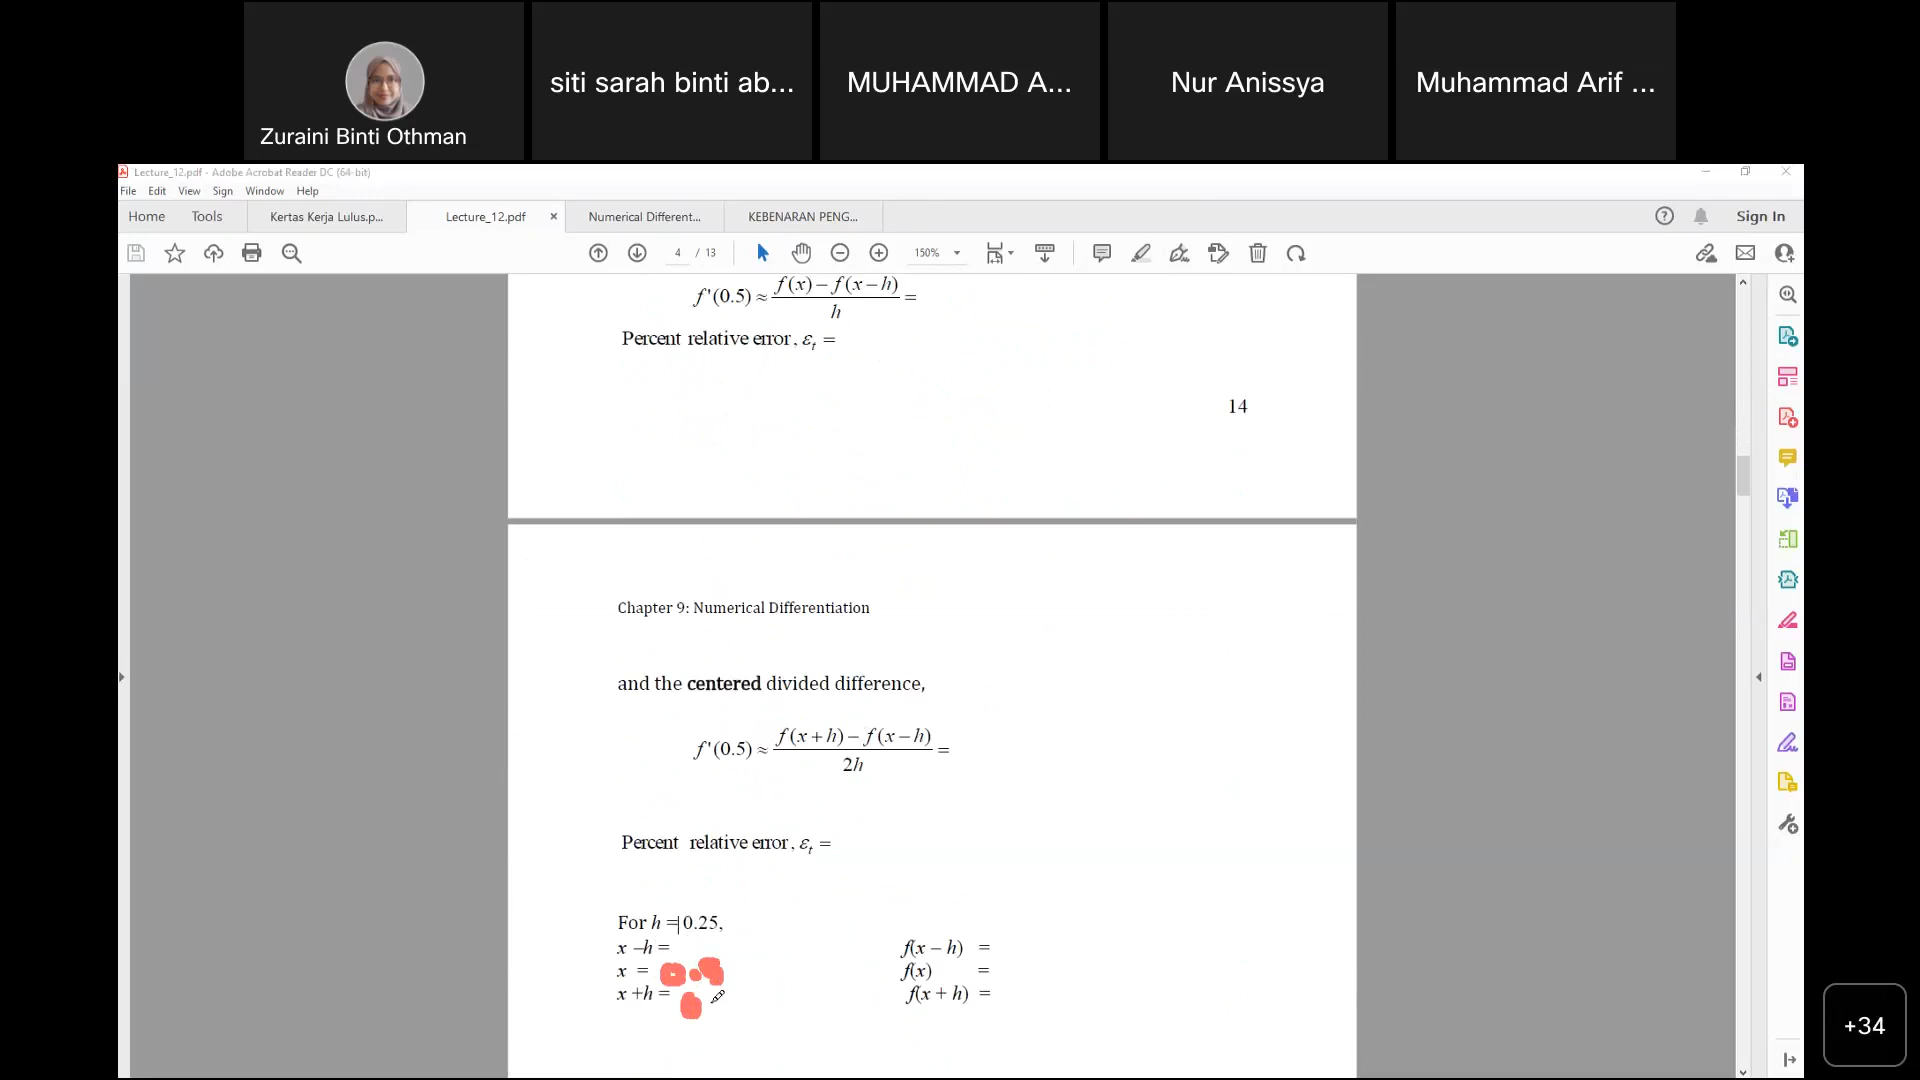 siti sarah binti ab...
MUHAMMAD A...
Nur Anissya
Muhammad Arif ...
Zuraini Binti Othman
Lecture_12.pdf - Adobe Acrobat Reader DC (64-bit)
File Edit View Sign Window Help
Home Tools Kertas Kerja Lulus.p... Lecture_12.pdf × Numerical Different... KEBENARAN PENG... Sign In
4 / 13 150%
f'(0.5) ≈ (f(x) − f(x − h)) / h =
Percent relative error, εt =
14
Chapter 9: Numerical Differentiation
and the centered divided difference,
f'(0.5) ≈ (f(x + h) − f(x − h)) / 2h =
Percent relative error, εt =
For h = 0.25,
x –h = f(x – h) =
x = f(x) =
x +h = f(x + h) =
+34